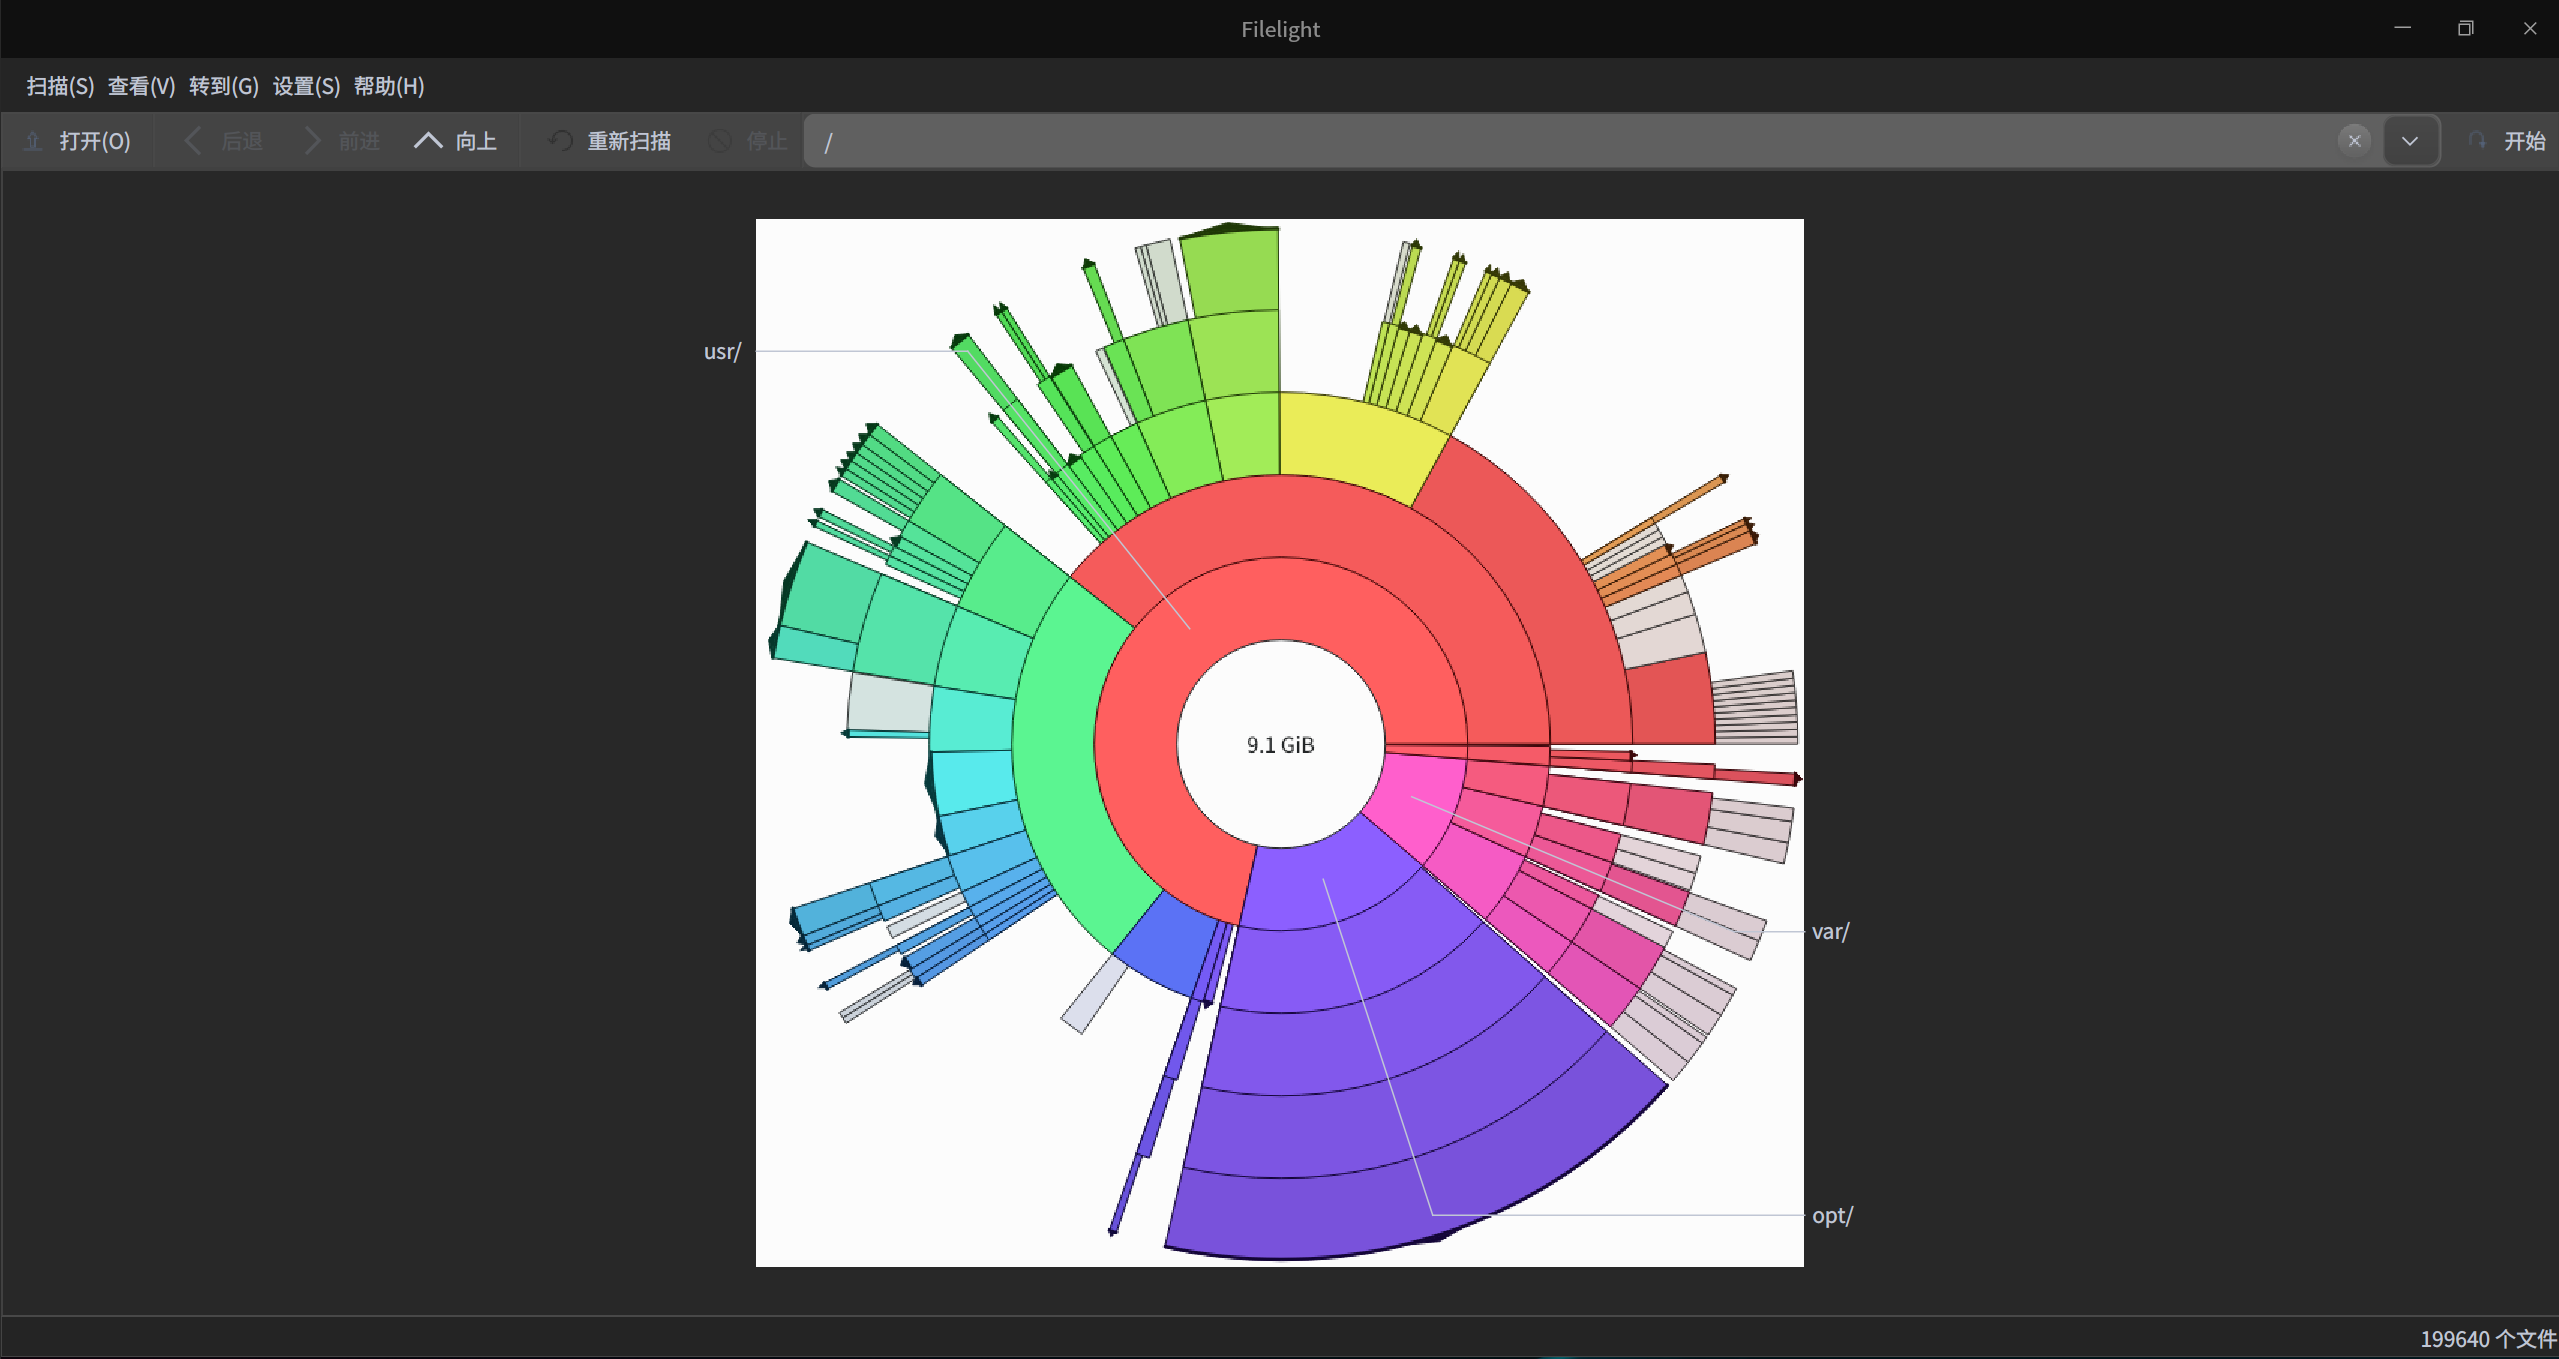 Filelight
扫描(S) 查看(V) 转到(G) 设置(S) 帮助(H)
打开(O) 后退 前进 向上 重新扫描 停止 / 开始
usr/
9.1 GiB
var/
opt/
199640 个文件